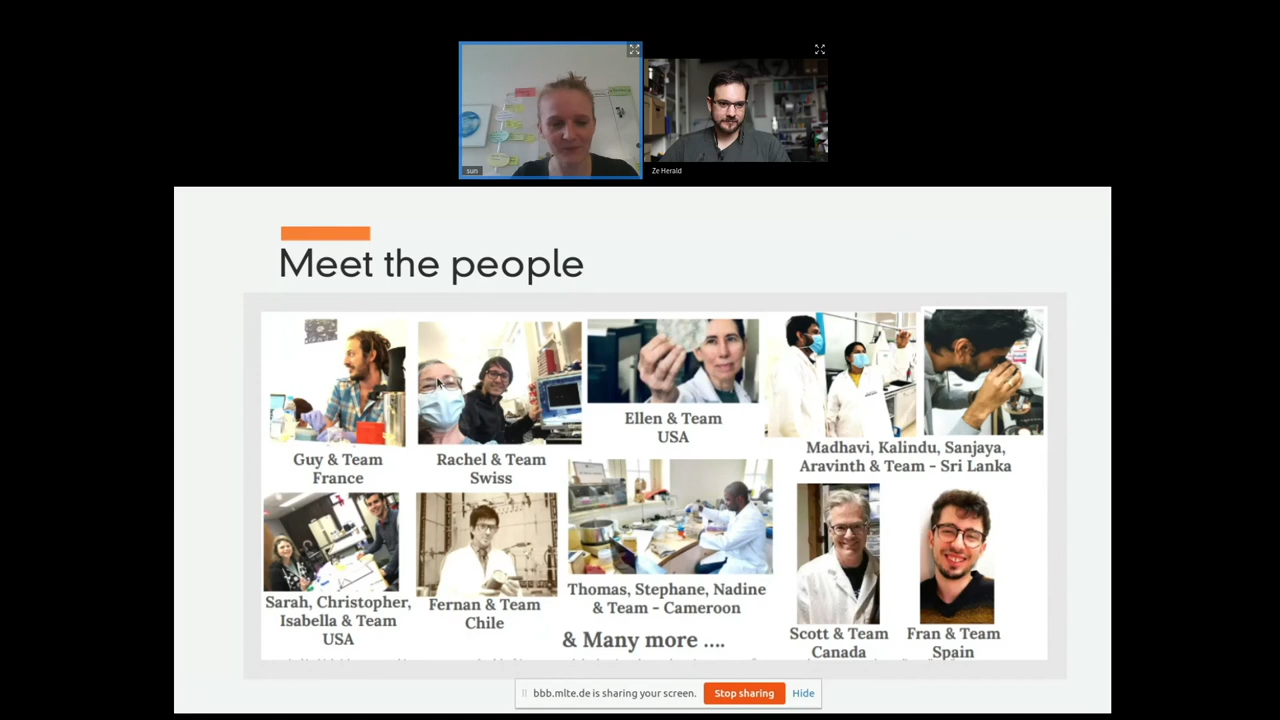 sun
Ze Herald
Meet the people
Guy & Team
France
Rachel & Team
Swiss
Ellen & Team
USA
Madhavi, Kalindu, Sanjaya,
Aravinth & Team - Sri Lanka
Sarah, Christopher,
Isabella & Team
USA
Fernan & Team
Chile
Thomas, Stephane, Nadine
& Team - Cameroon
& Many more ....
Scott & Team
Canada
Fran & Team
Spain
bbb.mlte.de is sharing your screen.
Stop sharing
Hide